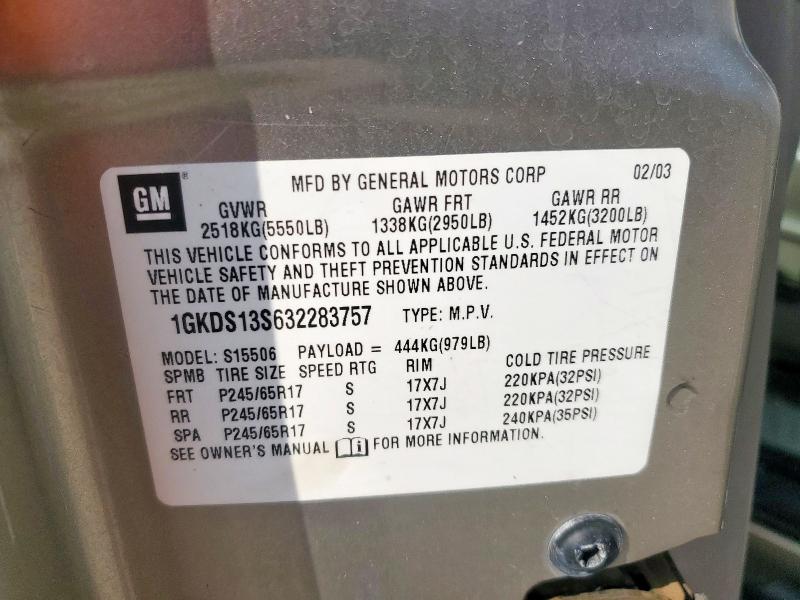 GM® MFD BY GENERAL MOTORS CORP 02/03
GVWR GAWR FRT GAWR RR
2518KG(5550LB) 1338KG(2950LB) 1452KG(3200LB)
THIS VEHICLE CONFORMS TO ALL APPLICABLE U.S. FEDERAL MOTOR
VEHICLE SAFETY AND THEFT PREVENTION STANDARDS IN EFFECT ON
THE DATE OF MANUFACTURE SHOWN ABOVE.
1GKDS13S632283757 TYPE: M.P.V.
MODEL: S15506 PAYLOAD = 444KG(979LB)
SPMB TIRE SIZE SPEED RTG RIM COLD TIRE PRESSURE
FRT P245/65R17 S 17X7J 220KPA(32PSI)
RR P245/65R17 S 17X7J 220KPA(32PSI)
SPA P245/65R17 S 17X7J 240KPA(35PSI)
SEE OWNER'S MANUAL i FOR MORE INFORMATION.